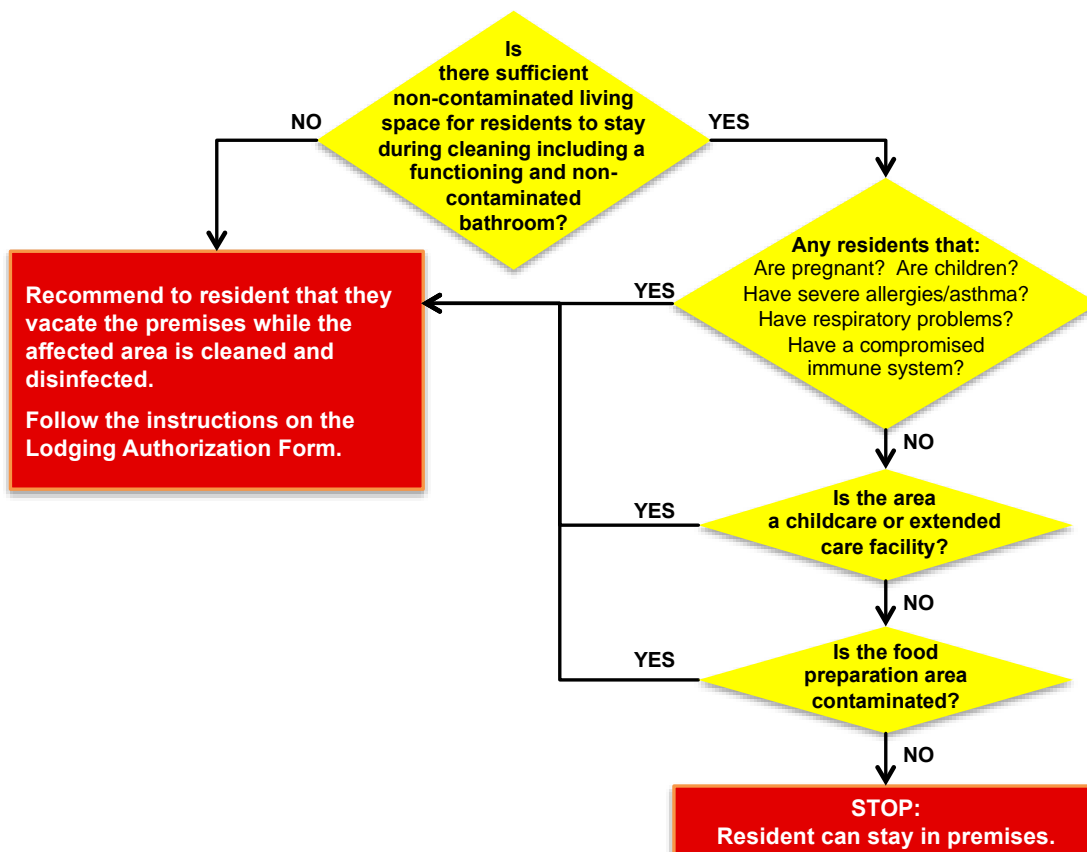 Is
there sufficient
non-contaminated living
space for residents to stay
during cleaning including a
functioning and non-
contaminated
bathroom?
NO
YES
Recommend to resident that they
vacate the premises while the
affected area is cleaned and
disinfected.
Follow the instructions on the
Lodging Authorization Form.
YES
Any residents that:
Are pregnant? Are children?
Have severe allergies/asthma?
Have respiratory problems?
Have a compromised
immune system?
NO
YES
Is the area
a childcare or extended
care facility?
NO
YES
Is the food
preparation area
contaminated?
NO
STOP:
Resident can stay in premises.